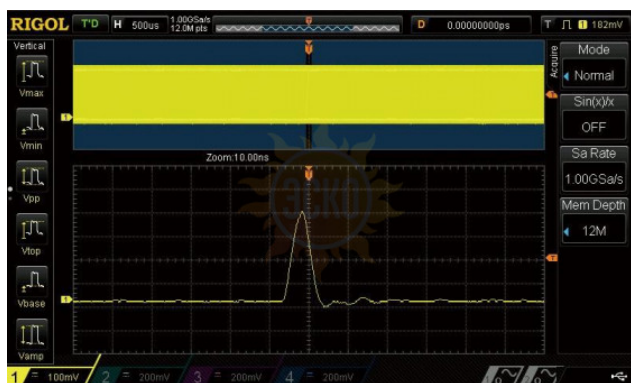 RIGOL T'D H 500us 1.00GSa/s 12.0M pts D 0.00000000ps T 1 182mV
Vertical
Vmax
Vmin
Vpp
Vtop
Vbase
Vamp
Zoom:10.00ns
ЭСКО
Acquire
Mode
Normal
Sin(x)/x
OFF
Sa Rate
1.00GSa/s
Mem Depth
12M
1 = 100mV 2 = 200mV 3 = 200mV 4 = 200mV